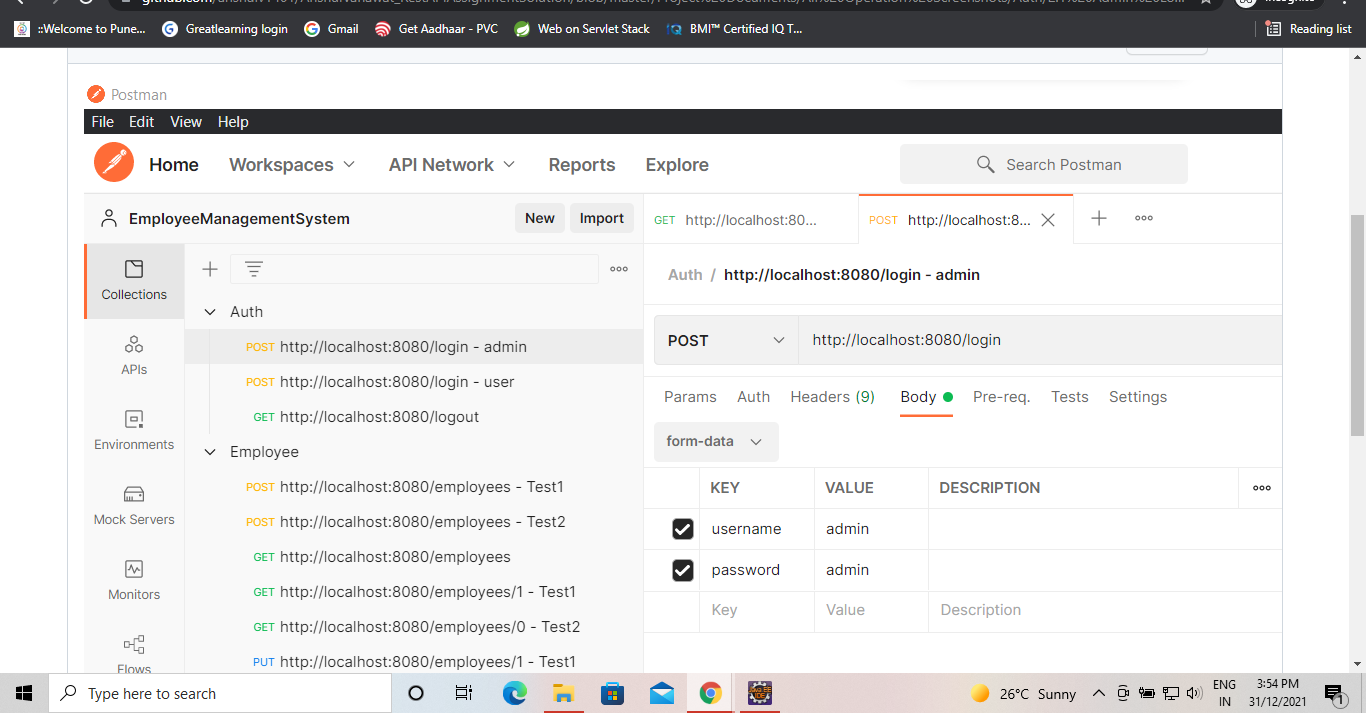 ::Welcome to Pune... Greatlearning login Gmail Get Aadhaar - PVC Web on Servlet Stack BMI™ Certified IQ T... Reading list
Postman
File Edit View Help
Home Workspaces API Network Reports Explore Search Postman
EmployeeManagementSystem New Import
GET http://localhost:80... POST http://localhost:8...
Collections
APIs
Environments
Mock Servers
Monitors
Flows
Auth
POST http://localhost:8080/login - admin
POST http://localhost:8080/login - user
GET http://localhost:8080/logout
Employee
POST http://localhost:8080/employees - Test1
POST http://localhost:8080/employees - Test2
GET http://localhost:8080/employees
GET http://localhost:8080/employees/1 - Test1
GET http://localhost:8080/employees/0 - Test2
PUT http://localhost:8080/employees/1 - Test1
Auth / http://localhost:8080/login - admin
POST http://localhost:8080/login
Params Auth Headers (9) Body Pre-req. Tests Settings
form-data
KEY VALUE DESCRIPTION
username admin
password admin
Key Value Description
Type here to search
26°C Sunny
ENG
IN
3:54 PM
31/12/2021
1